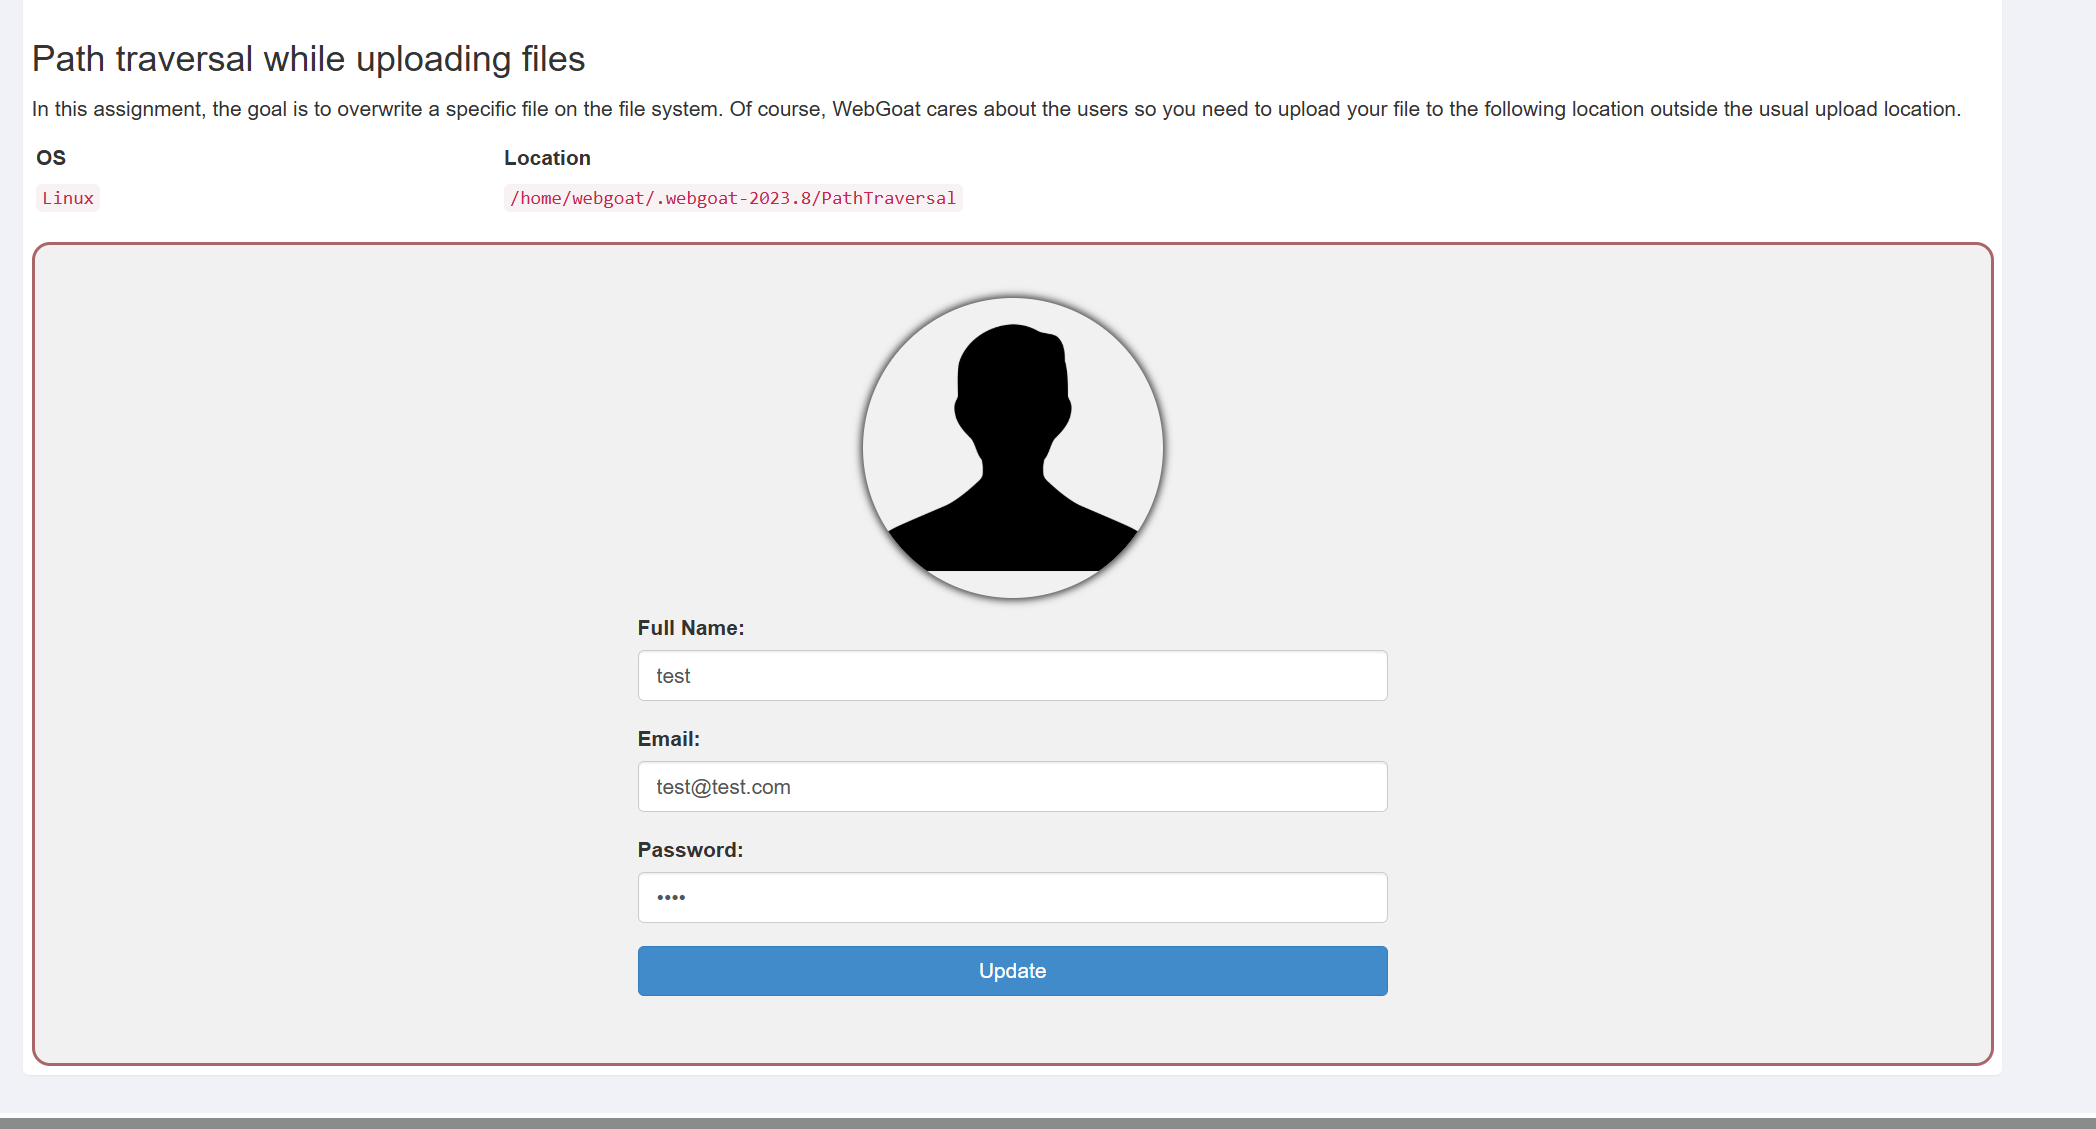 Path traversal while uploading files
In this assignment, the goal is to overwrite a specific file on the file system. Of course, WebGoat cares about the users so you need to upload your file to the following location outside the usual upload location.
OS Location
Linux /home/webgoat/.webgoat-2023.8/PathTraversal
Full Name:
test
Email:
test@test.com
Password:
••••
Update